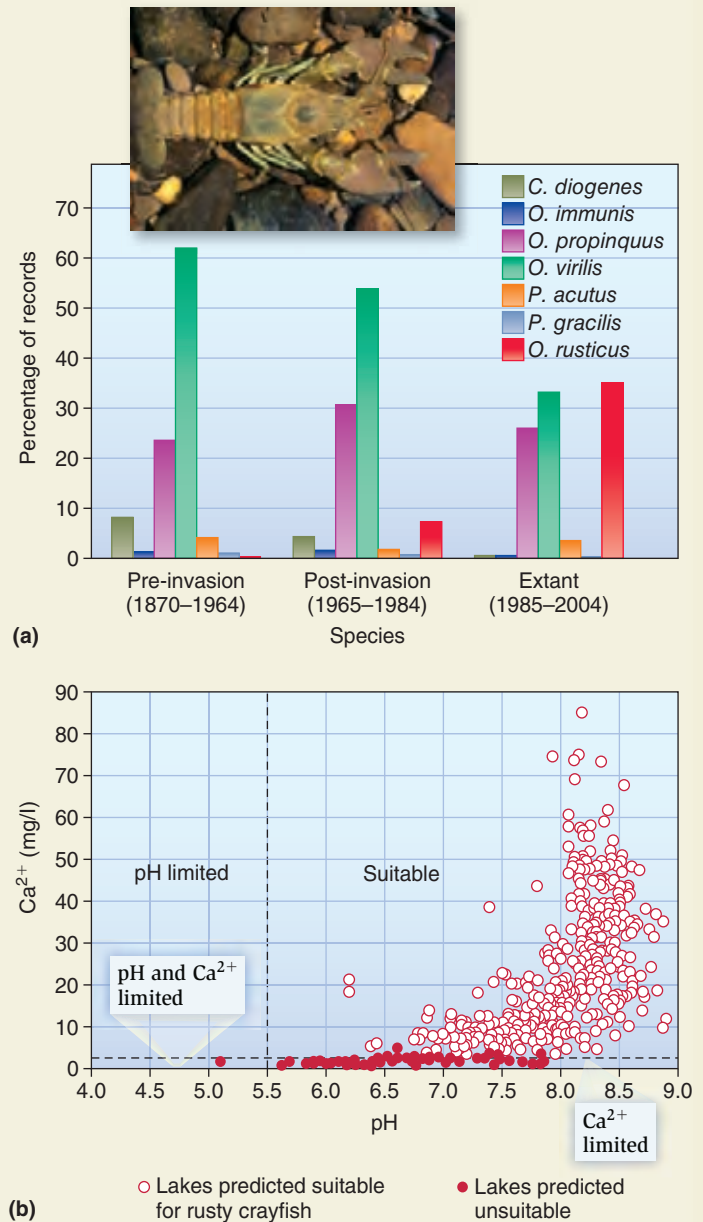 70
60
50
40
30
20
10
0
Percentage of records
C. diogenes
O. immunis
O. propinquus
O. virilis
P. acutus
P. gracilis
O. rusticus
Pre-invasion
(1870–1964)
Post-invasion
(1965–1984)
Extant
(1985–2004)
(a)
Species
90
80
70
60
50
40
30
20
10
0
Ca²⁺ (mg/l)
pH limited
Suitable
pH and Ca²⁺
limited
4.0 4.5 5.0 5.5 6.0 6.5 7.0 7.5 8.0 8.5 9.0
pH
Ca²⁺
limited
(b)
Lakes predicted suitable
for rusty crayfish
Lakes predicted
unsuitable